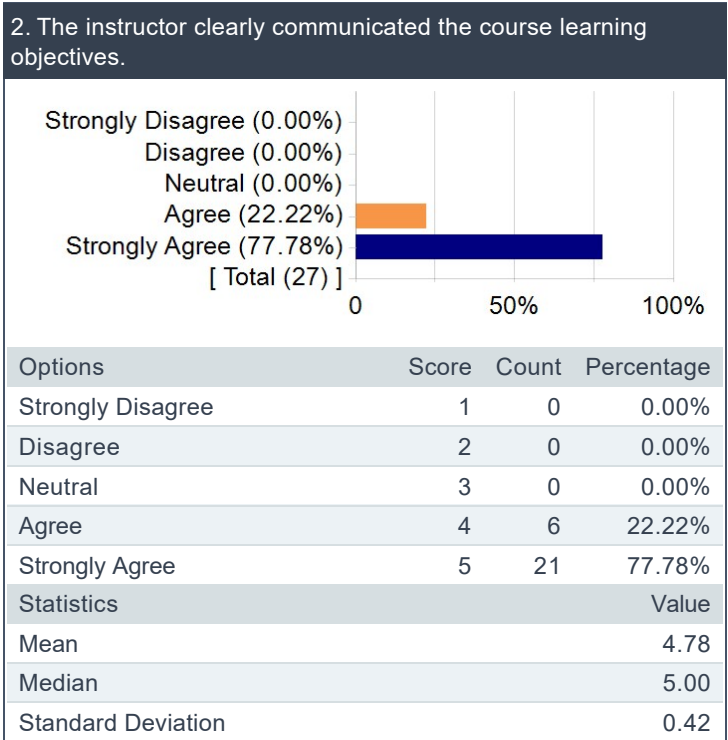 2. The instructor clearly communicated the course learning
objectives.
Strongly Disagree (0.00%)
Disagree (0.00%)
Neutral (0.00%)
Agree (22.22%)
Strongly Agree (77.78%)
[ Total (27) ]
0 50% 100%
Options Score Count Percentage
Strongly Disagree 1 0 0.00%
Disagree 2 0 0.00%
Neutral 3 0 0.00%
Agree 4 6 22.22%
Strongly Agree 5 21 77.78%
Statistics Value
Mean 4.78
Median 5.00
Standard Deviation 0.42